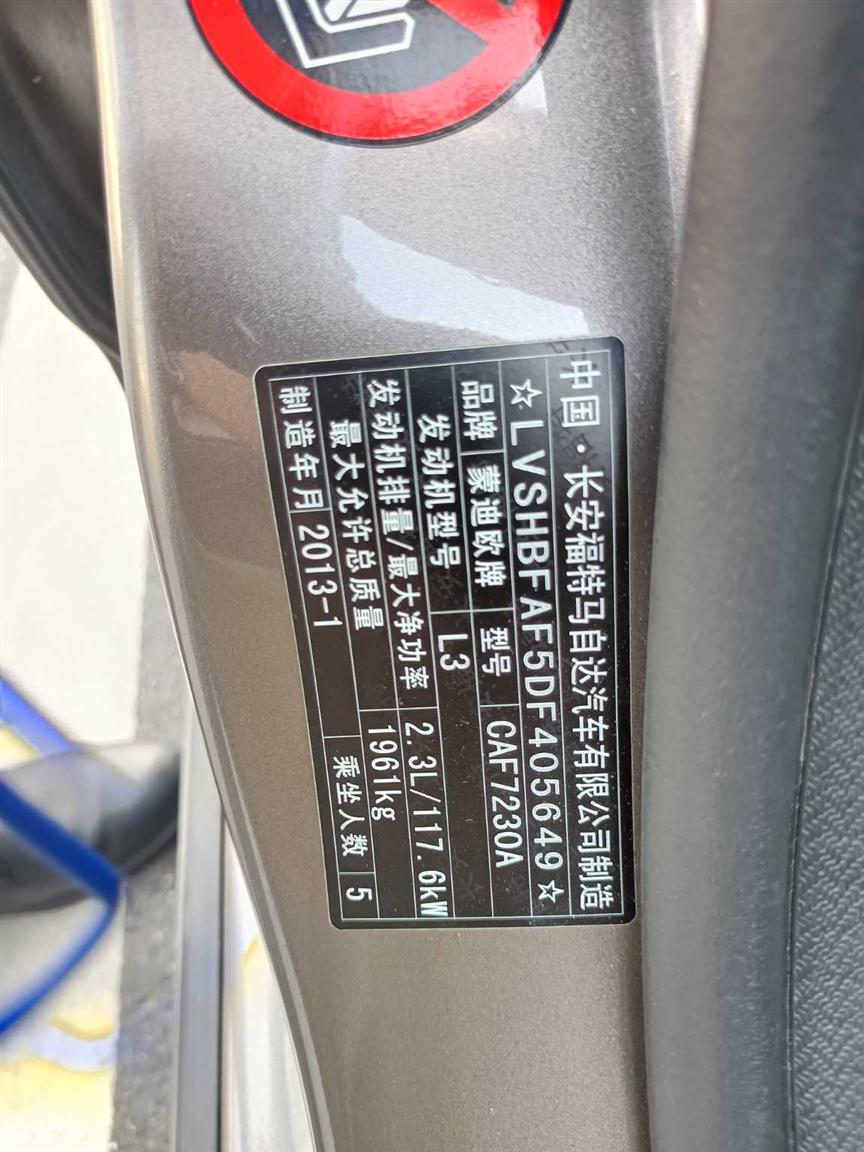 中国·长安福特马自达汽车有限公司制造
☆LVSHBFAF5DF405649☆
品牌 蒙迪欧牌 型号 CAF7230A
发动机型号 L3
发动机排量/最大净功率 2.3L/117.6kW
最大允许总质量 1961kg
制造年月 2013-1 乘坐人数 5